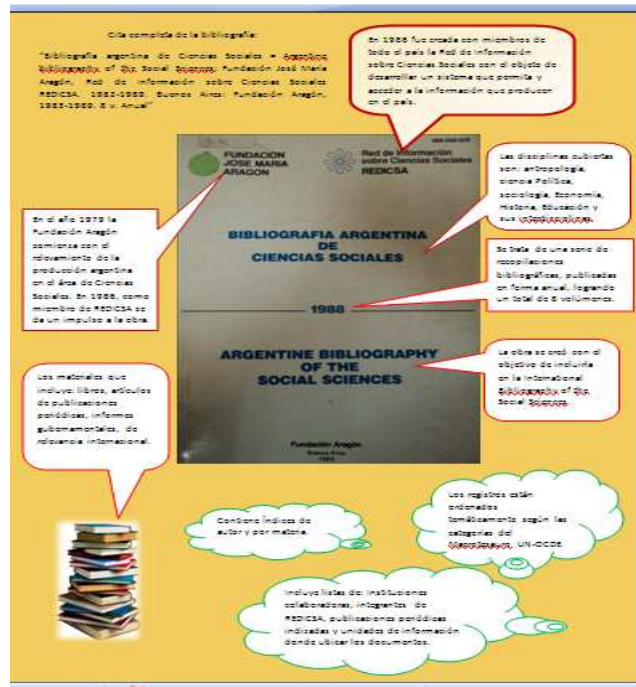 Cita completa de la bibliografía:
"Bibliografía argentina de Ciencias Sociales = Argentine
bibliography of the Social Sciences; Fundación José María
Aragón, Red de Información sobre Ciencias Sociales
REDICSA. 1982-1989. Buenos Aires: Fundación Aragón,
1983-1989. 8 v. Anual"
En 1986 fue creada con miembros de
todo el país la Red de Información
sobre Ciencias Sociales con el objeto de
desarrollar un sistema que permita y
acceder a la información que producen
en el país.
FUNDACION
JOSE MARIA
ARAGON
Red de Información
sobre Ciencias Sociales
REDICSA
Las disciplinas cubiertas
son: antropología,
ciencia Política,
sociología, Economía,
Historia, Educación y
sus interdisciplinas.
En el año 1979 la
Fundación Aragón
comienza con el
relevamiento de la
producción argentina
en el área de Ciencias
Sociales. En 1986, como
miembro de REDICSA se
da un impulso a la obra.
BIBLIOGRAFIA ARGENTINA
DE
CIENCIAS SOCIALES
Se trata de una serie de
recopilaciones
bibliográficas, publicadas
en forma anual, logrando
un total de 8 volúmenes.
1988
ARGENTINE BIBLIOGRAPHY
OF THE
SOCIAL SCIENCES
La obra se creó con el
objetivo de incluirla
en la International
Bibliography of the
Social Sciences.
Los materiales que
incluye: libros, artículos
de publicaciones
periódicas, informes
gubernamentales, de
relevancia internacional.
Fundación Aragón
Buenos Aires
Contiene Índices de
autor y por materia.
Los registros están
ordenados
temáticamente según las
categorías del
Macrothesaurus UN-OCDE
Incluye listas de: Instituciones
colaboradoras, integrantes de
REDICSA, publicaciones periódicas
indizadas y unidades de información
donde ubicar los documentos.